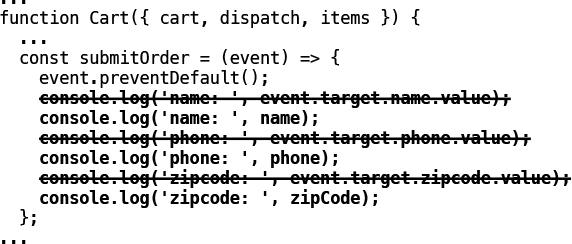 ...
function Cart({ cart, dispatch, items }) {
...
const submitOrder = (event) => {
event.preventDefault();
console.log('name: ', event.target.name.value);
console.log('name: ', name);
console.log('phone: ', event.target.phone.value);
console.log('phone: ', phone);
console.log('zipcode: ', event.target.zipcode.value);
console.log('zipcode: ', zipCode);
};
...